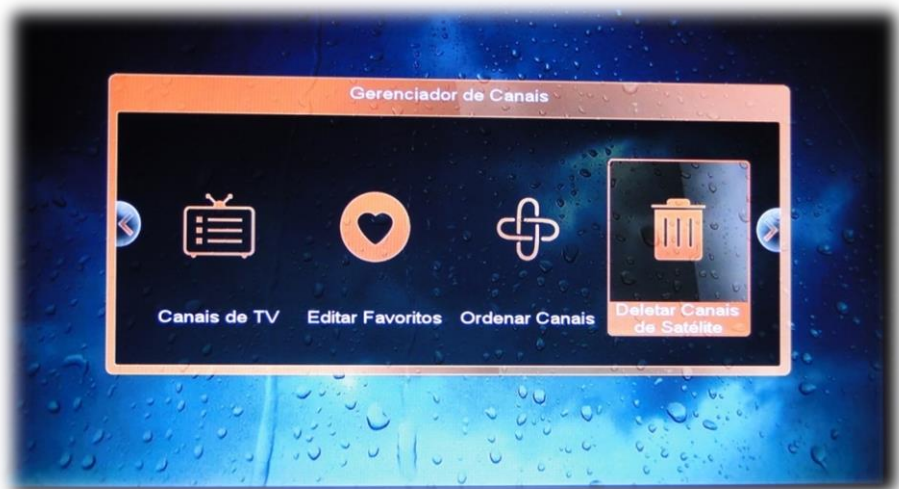 Gerenciador de Canais
Canais de TV
Editar Favoritos
Ordenar Canais
Deletar Canais
de Satélite